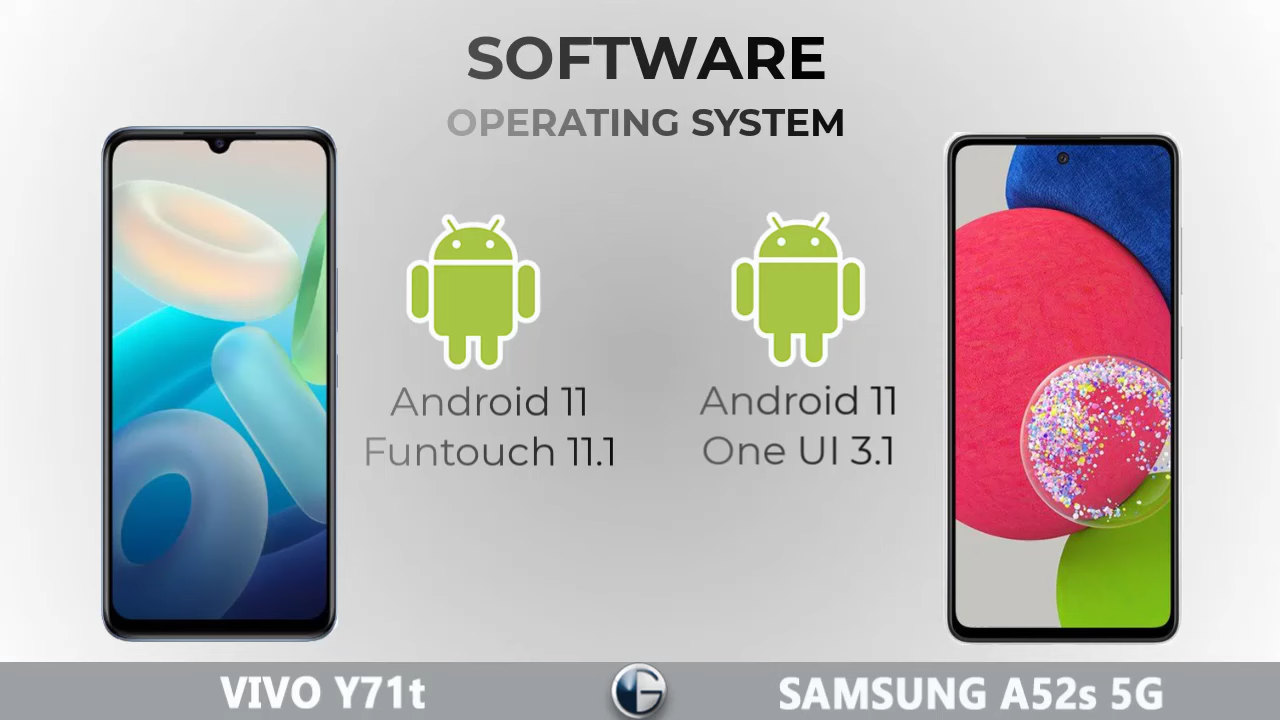 SOFTWARE
OPERATING SYSTEM
Android 11
Funtouch 11.1
Android 11
One UI 3.1
VIVO Y71t
G
SAMSUNG A52s 5G